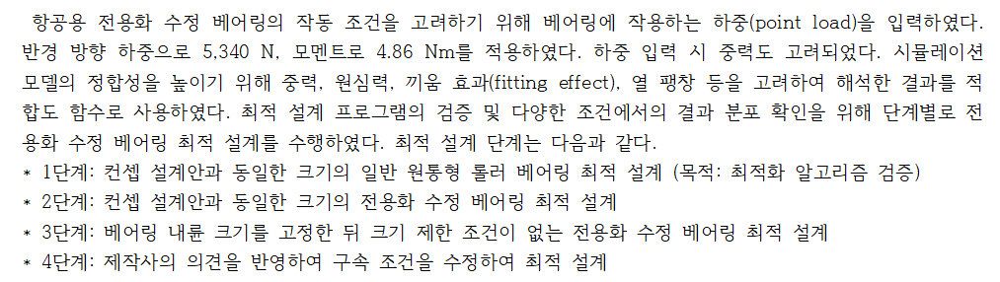 항공용 전용화 수정 베어링의 작동 조건을 고려하기 위해 베어링에 작용하는 하중(point load)을 입력하였다.
반경 방향 하중으로 5,340 N, 모멘트로 4.86 Nm를 적용하였다. 하중 입력 시 중력도 고려되었다. 시뮬레이션
모델의 정합성을 높이기 위해 중력, 원심력, 끼움 효과(fitting effect), 열 팽창 등을 고려하여 해석한 결과를 적
합도 함수로 사용하였다. 최적 설계 프로그램의 검증 및 다양한 조건에서의 결과 분포 확인을 위해 단계별로 전
용화 수정 베어링 최적 설계를 수행하였다. 최적 설계 단계는 다음과 같다.
* 1단계: 컨셉 설계안과 동일한 크기의 일반 원통형 롤러 베어링 최적 설계 (목적: 최적화 알고리즘 검증)
* 2단계: 컨셉 설계안과 동일한 크기의 전용화 수정 베어링 최적 설계
* 3단계: 베어링 내륜 크기를 고정한 뒤 크기 제한 조건이 없는 전용화 수정 베어링 최적 설계
* 4단계: 제작사의 의견을 반영하여 구속 조건을 수정하여 최적 설계